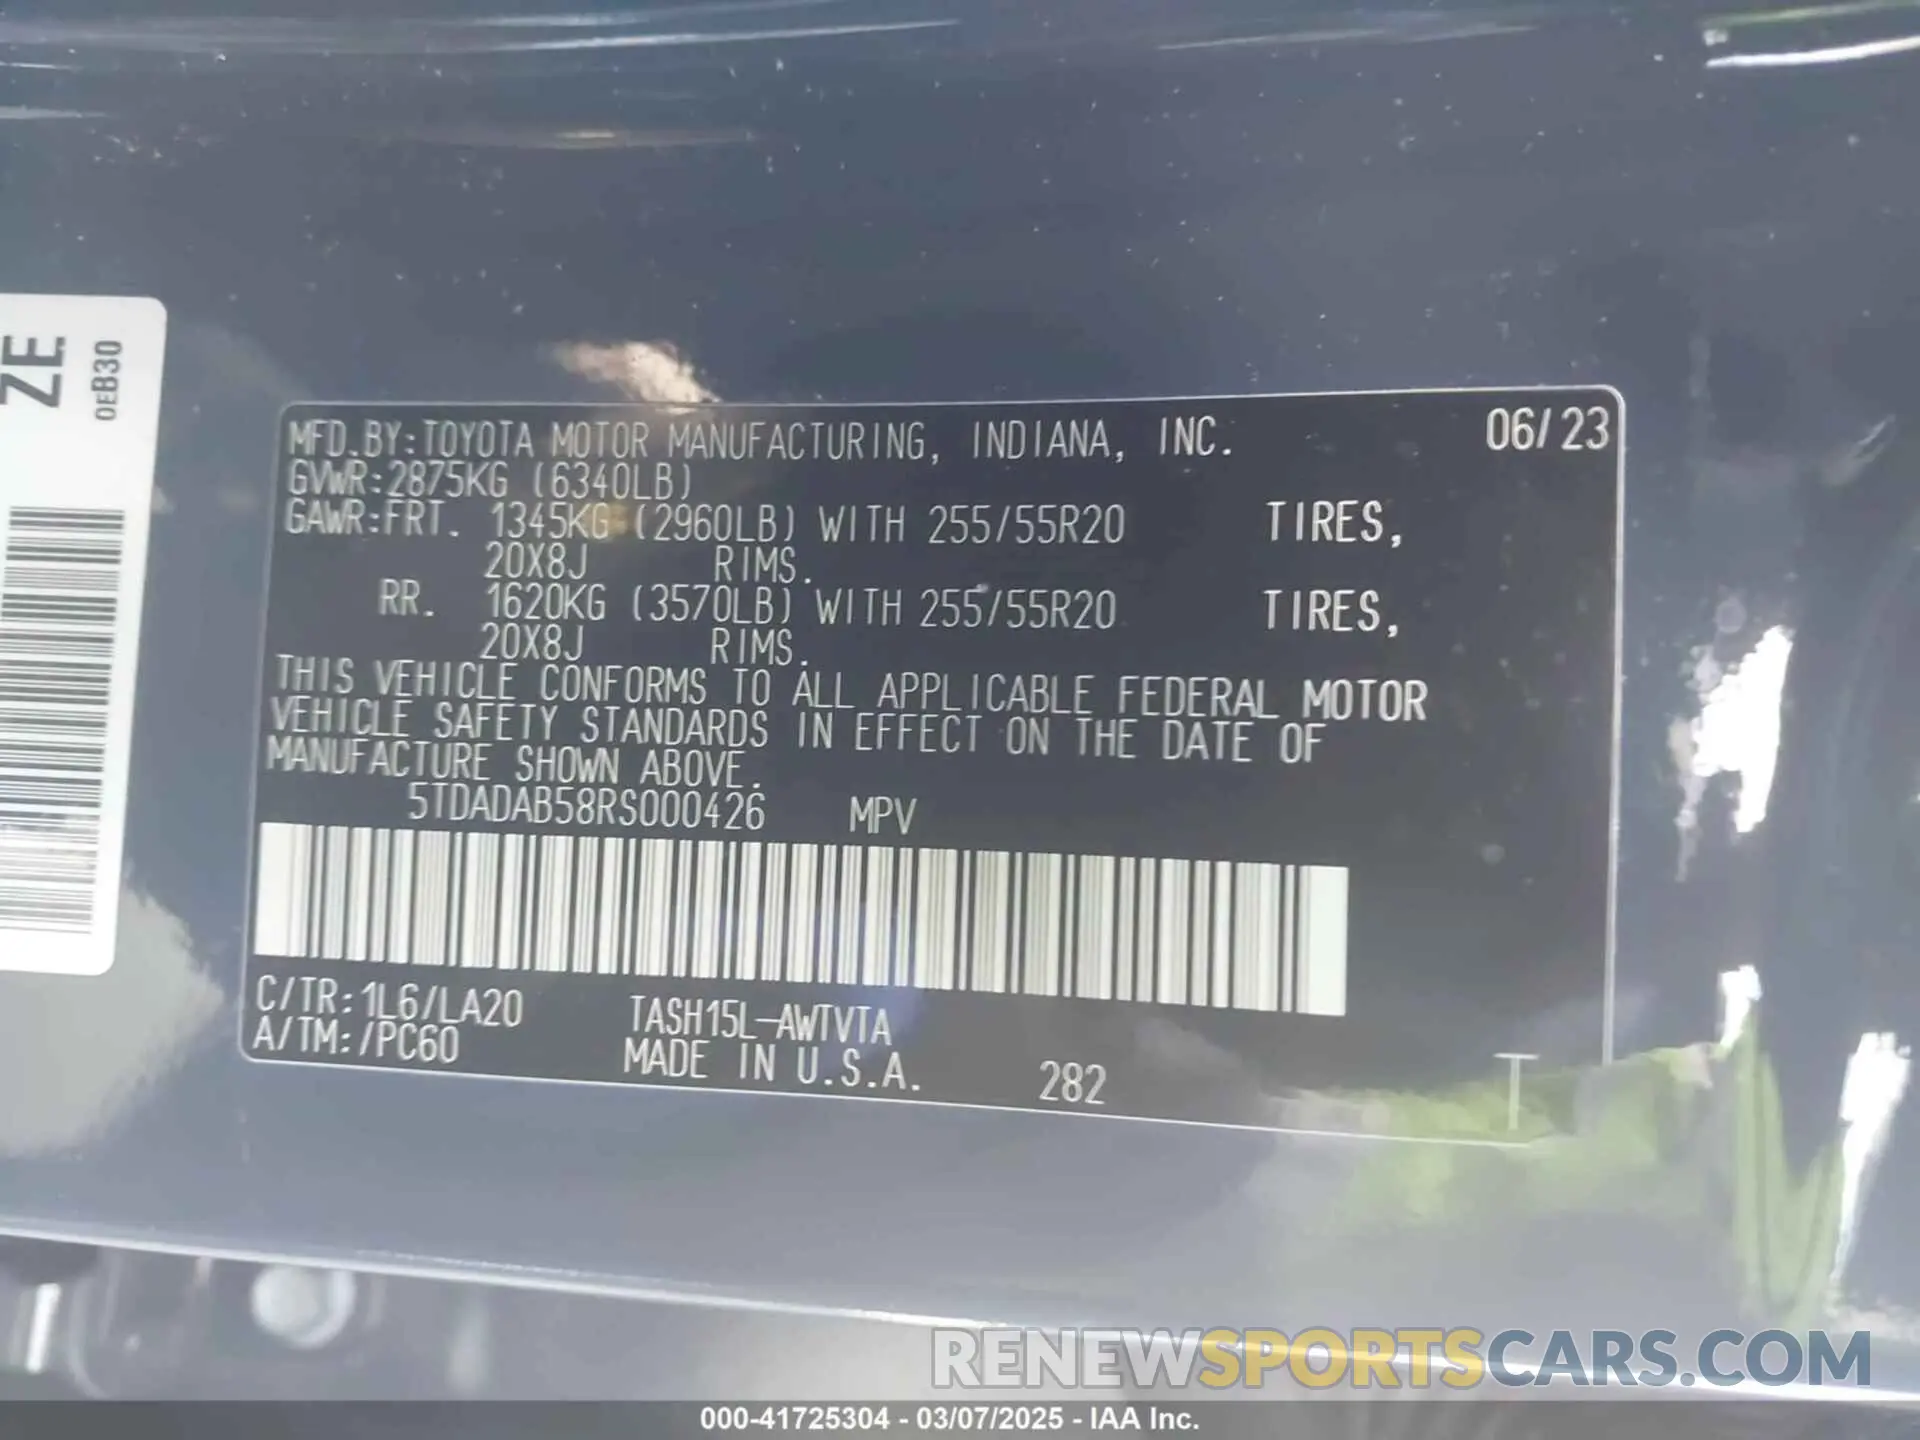 ZE
0EB30
MFD.BY:TOYOTA MOTOR MANUFACTURING, INDIANA, INC. 06/23
GVWR:2875KG (6340LB)
GAWR:FRT. 1345KG (2960LB) WITH 255/55R20 TIRES,
20X8J RIMS.
RR. 1620KG (3570LB) WITH 255/55R20 TIRES,
20X8J RIMS.
THIS VEHICLE CONFORMS TO ALL APPLICABLE FEDERAL MOTOR
VEHICLE SAFETY STANDARDS IN EFFECT ON THE DATE OF
MANUFACTURE SHOWN ABOVE.
5TDADAB58RS000426 MPV
C/TR:1L6/LA20 TASH15L-AWTVTA
A/TM:/PC60 MADE IN U.S.A. 282
RENEWSPORTSCARS.COM
000-41725304 - 03/07/2025 - IAA Inc.